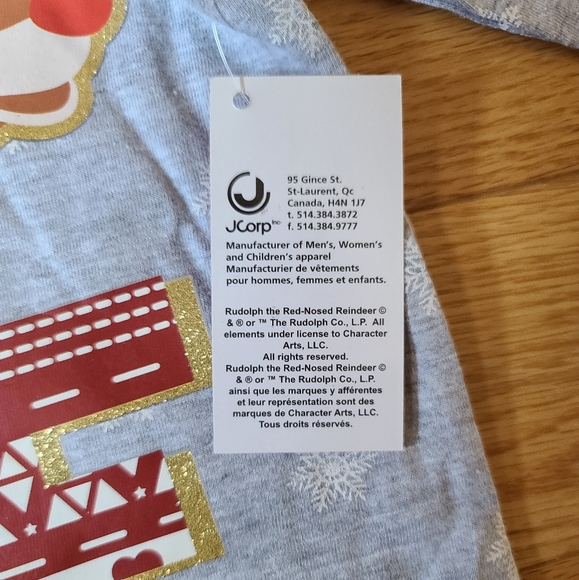 95 Gince St.
St-Laurent, Qc
Canada, H4N 1J7
t. 514.384.3872
f. 514.384.9777
JCorp Inc
Manufacturer of Men's, Women's
and Children's apparel
Manufacturier de vêtements
pour hommes, femmes et enfants.
Rudolph the Red-Nosed Reindeer ©
& ® or ™ The Rudolph Co., L.P. All
elements under license to Character
Arts, LLC.
All rights reserved.
Rudolph the Red-Nosed Reindeer ©
& ® or ™ The Rudolph Co., L.P.
ainsi que les marques y afférentes
et leur représentation sont des
marques de Character Arts, LLC.
Tous droits réservés.